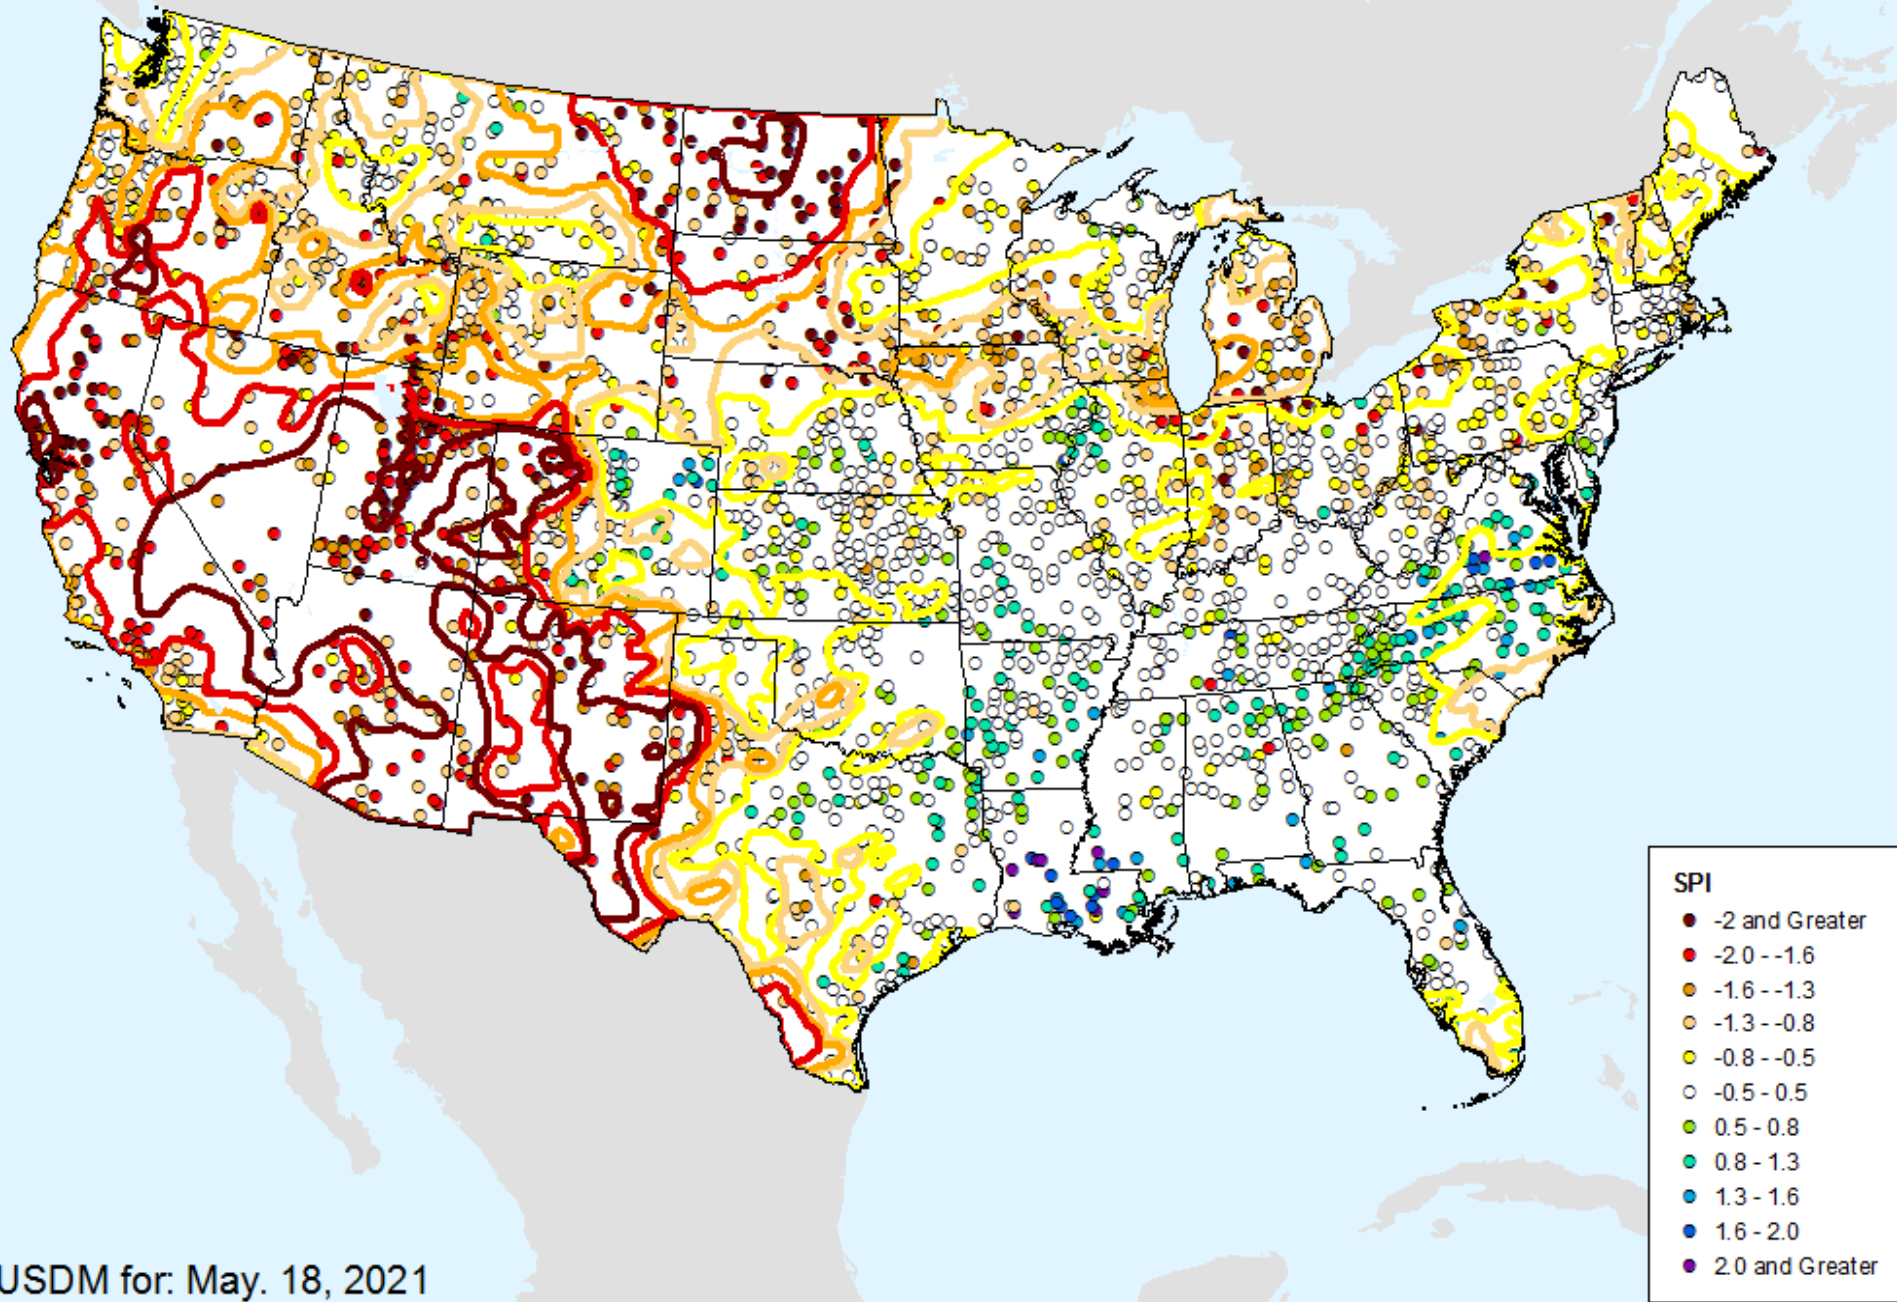 SPI
-2 and Greater
-2.0 - -1.6
-1.6 - -1.3
-1.3 - -0.8
-0.8 - -0.5
-0.5 - 0.5
0.5 - 0.8
0.8 - 1.3
1.3 - 1.6
1.6 - 2.0
2.0 and Greater
USDM for: May. 18, 2021